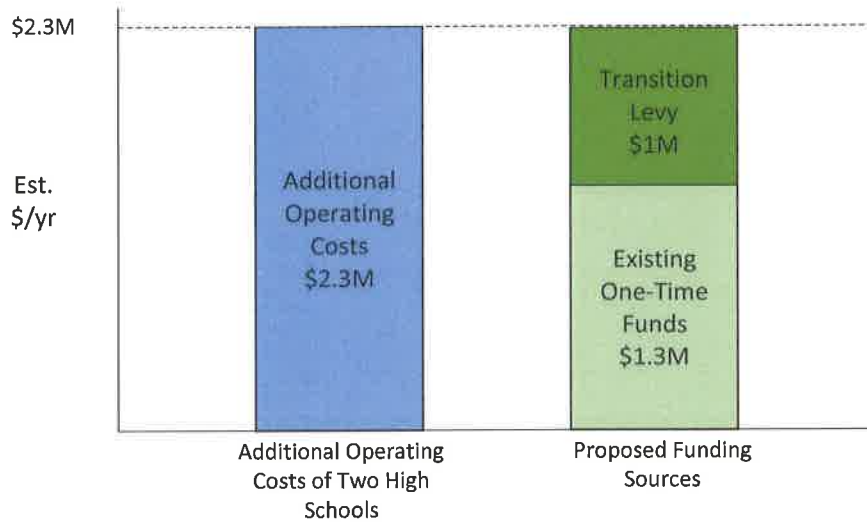 $2.3M
Est.
$/yr
Additional
Operating
Costs
$2.3M
Transition
Levy
$1M
Existing
One-Time
Funds
$1.3M
Additional Operating
Costs of Two High
Schools
Proposed Funding
Sources